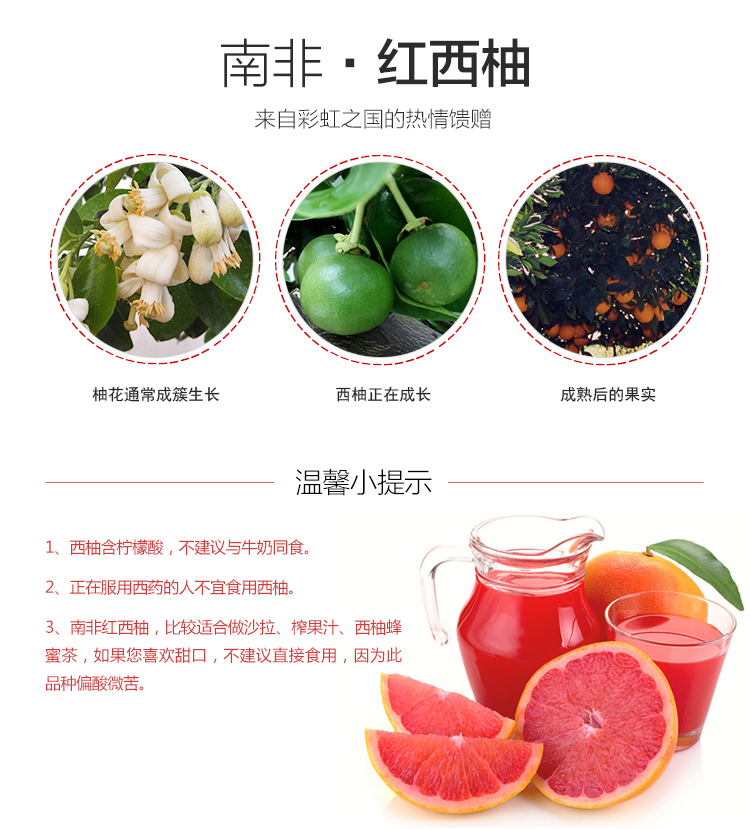 南非·红西柚
来自彩虹之国的热情馈赠
柚花通常成簇生长
西柚正在成长
成熟后的果实
温馨小提示
1、西柚含柠檬酸，不建议与牛奶同食。
2、正在服用西药的人不宜食用西柚。
3、南非红西柚，比较适合做沙拉、榨果汁、西柚蜂
蜜茶，如果您喜欢甜口，不建议直接食用，因为此
品种偏酸微苦。